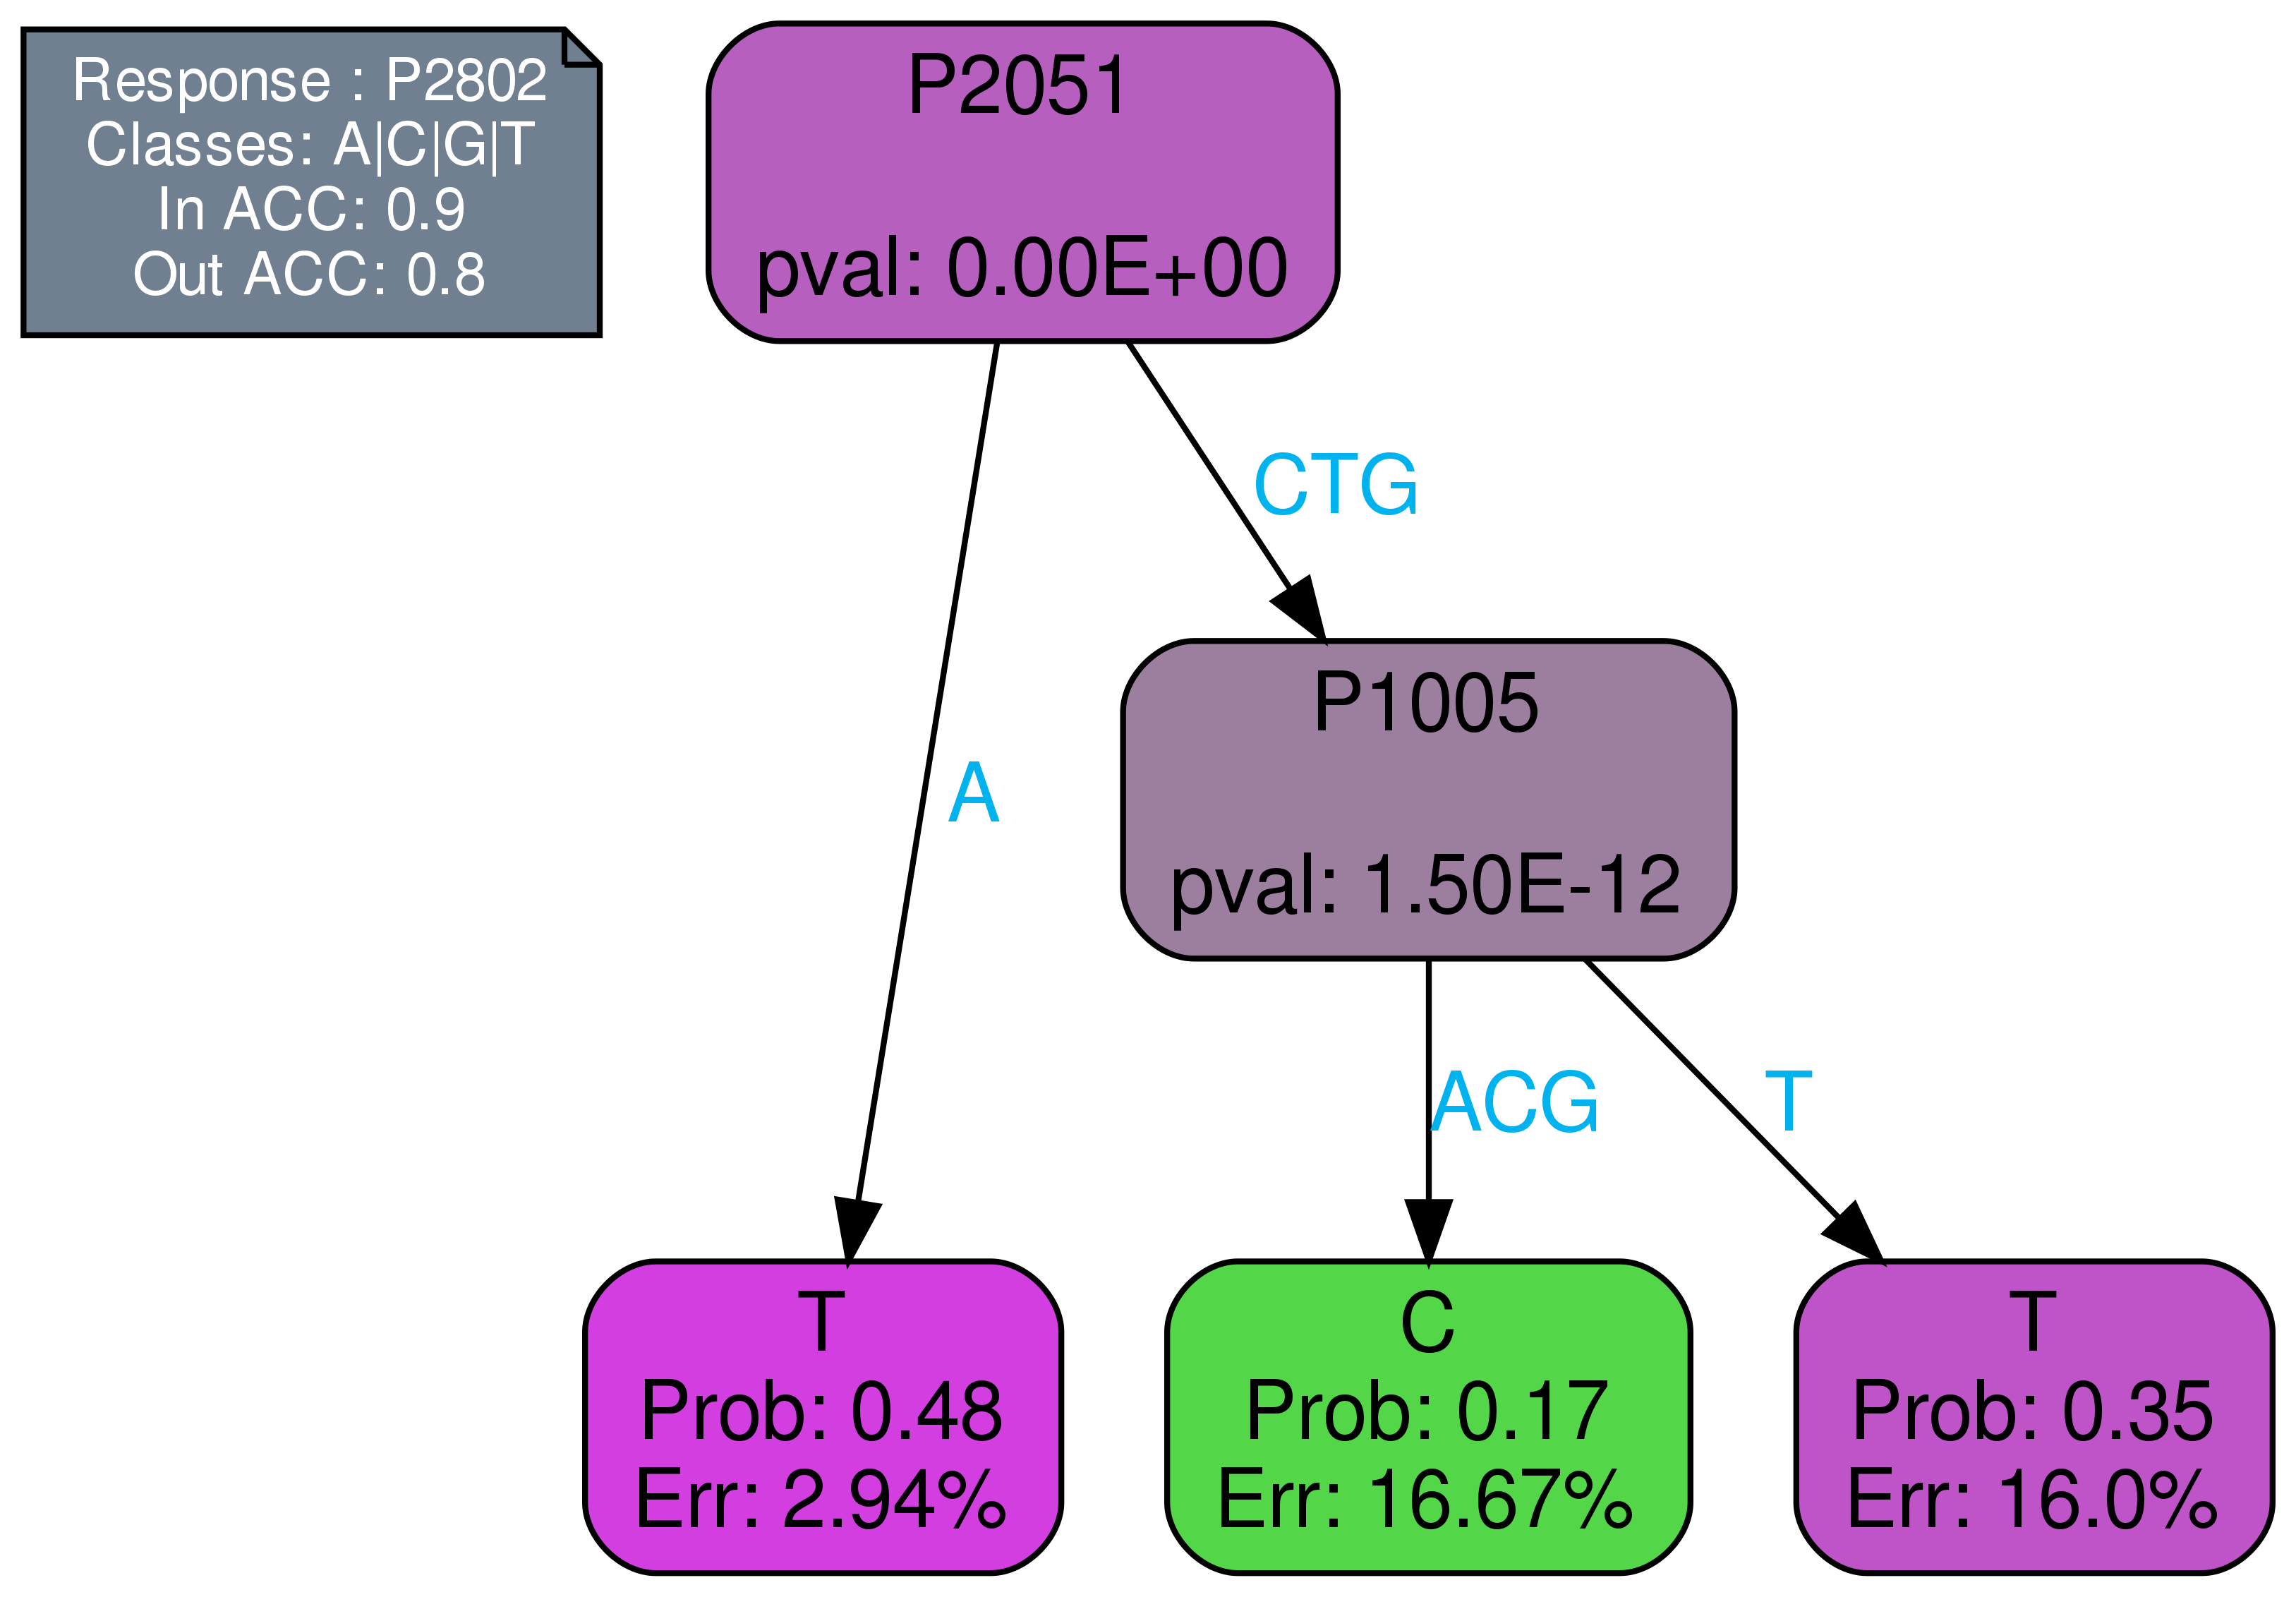 Response : P2802
Classes: A|C|G|T
In ACC: 0.9
Out ACC: 0.8
P2051
pval: 0.00E+00
CTG
A
P1005
pval: 1.50E-12
ACG
T
T
Prob: 0.48
Err: 2.94%
C
Prob: 0.17
Err: 16.67%
T
Prob: 0.35
Err: 16.0%